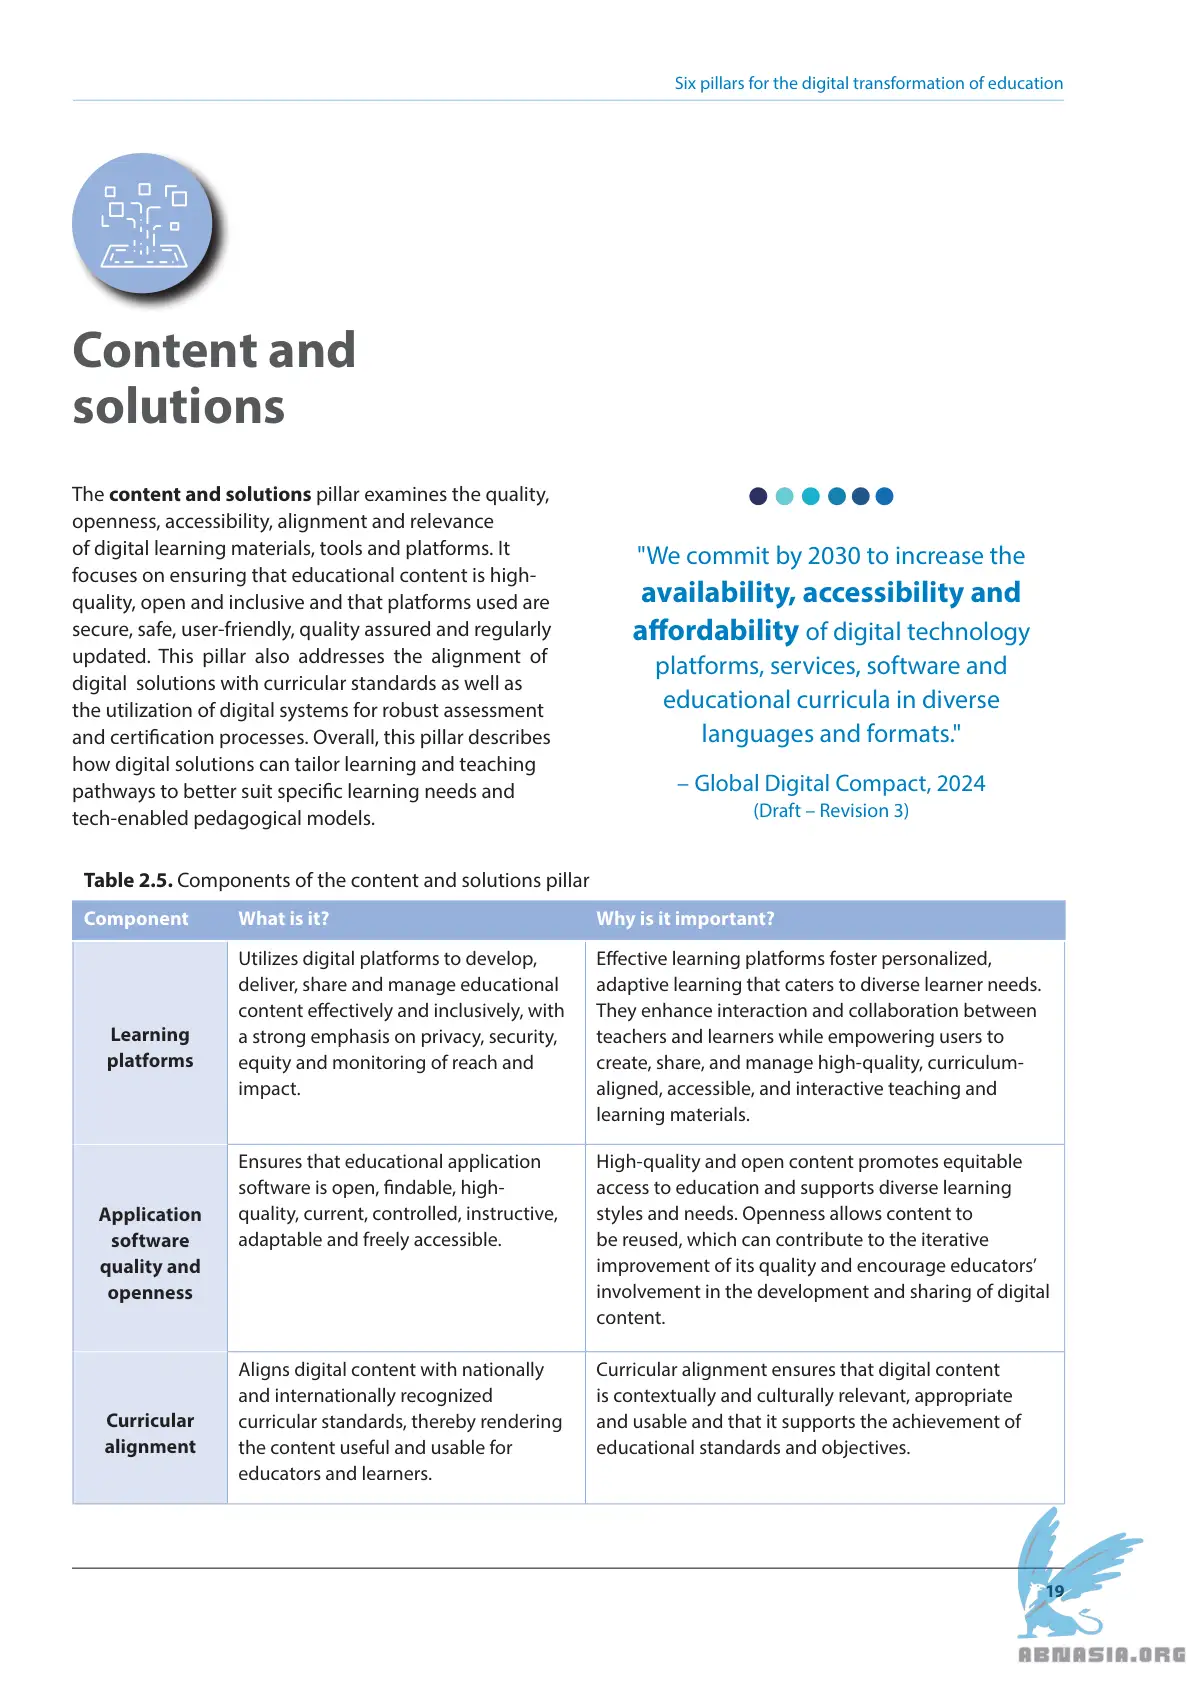 Six pillars for the digital transformation of education
Content and
solutions
The content and solutions pillar examines the quality,
openness, accessibility, alignment and relevance
of digital learning materials, tools and platforms. It
focuses on ensuring that educational content is high-
quality, open and inclusive and that platforms used are
secure, safe, user-friendly, quality assured and regularly
updated. This pillar also addresses the alignment of
digital solutions with curricular standards as well as
the utilization of digital systems for robust assessment
and certification processes. Overall, this pillar describes
how digital solutions can tailor learning and teaching
pathways to better suit specific learning needs and
tech-enabled pedagogical models.
"We commit by 2030 to increase the
availability, accessibility and
affordability of digital technology
platforms, services, software and
educational curricula in diverse
languages and formats."
– Global Digital Compact, 2024
(Draft – Revision 3)
Table 2.5. Components of the content and solutions pillar
Component What is it? Why is it important?
Learning
platforms
Utilizes digital platforms to develop,
deliver, share and manage educational
content effectively and inclusively, with
a strong emphasis on privacy, security,
equity and monitoring of reach and
impact.
Effective learning platforms foster personalized,
adaptive learning that caters to diverse learner needs.
They enhance interaction and collaboration between
teachers and learners while empowering users to
create, share, and manage high-quality, curriculum-
aligned, accessible, and interactive teaching and
learning materials.
Application
software
quality and
openness
Ensures that educational application
software is open, findable, high-
quality, current, controlled, instructive,
adaptable and freely accessible.
High-quality and open content promotes equitable
access to education and supports diverse learning
styles and needs. Openness allows content to
be reused, which can contribute to the iterative
improvement of its quality and encourage educators’
involvement in the development and sharing of digital
content.
Curricular
alignment
Aligns digital content with nationally
and internationally recognized
curricular standards, thereby rendering
the content useful and usable for
educators and learners.
Curricular alignment ensures that digital content
is contextually and culturally relevant, appropriate
and usable and that it supports the achievement of
educational standards and objectives.
19
ABNASIA.ORG